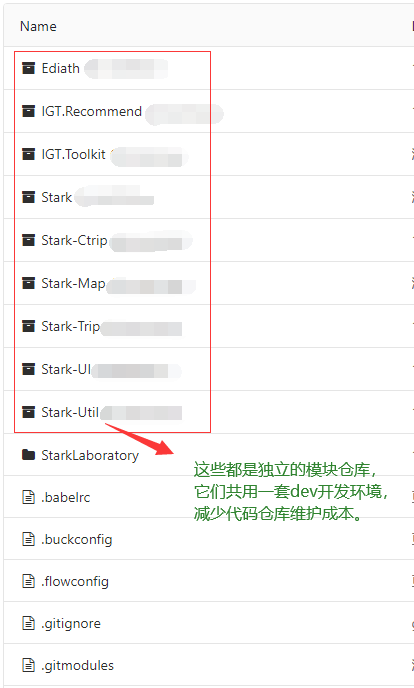 Name
Ediath
IGT.Recommend
IGT.Toolkit
Stark
Stark-Ctrip
Stark-Map
Stark-Trip
Stark-UI
Stark-Util
StarkLaboratory
这些都是独立的模块仓库，
它们共用一套dev开发环境，
减少代码仓库维护成本。
.babelrc
.buckconfig
.flowconfig
.gitignore
.gitmodules